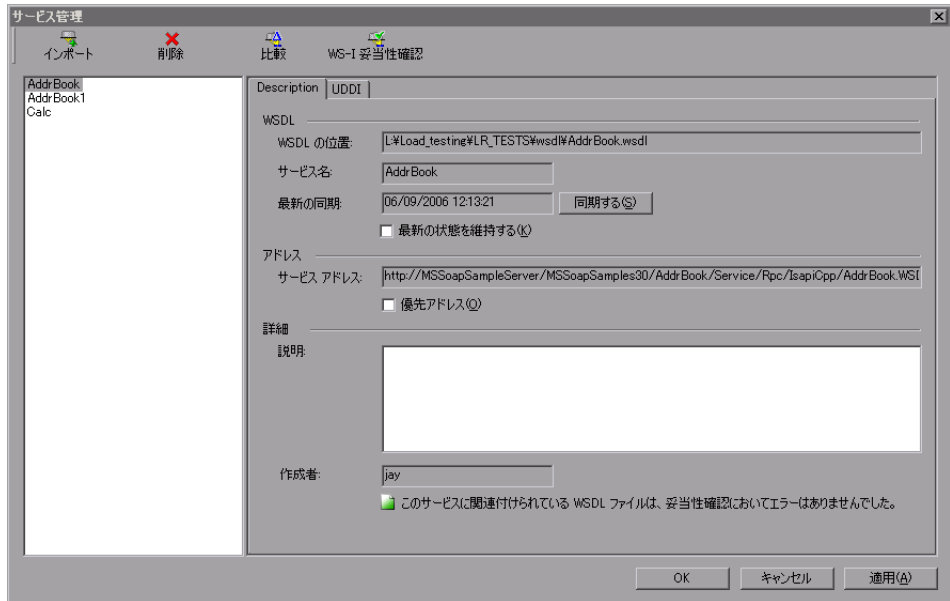 サービス管理
インポート 削除 比較 WS-I 妥当性確認
AddrBook
AddrBook1
Calc
Description UDDI
WSDL
WSDL の位置: L:¥Load_testing¥LR_TESTS¥wsdl¥AddrBook.wsdl
サービス名: AddrBook
最新の同期: 06/09/2006 12:13:21 同期する(S)
最新の状態を維持する(K)
アドレス
サービス アドレス: http://MSSoapSampleServer/MSSoapSamples30/AddrBook/Service/Rpc/IsapiCpp/AddrBook.WSD
優先アドレス(O)
詳細
説明:
作成者: jay
このサービスに関連付けられている WSDL ファイルは、妥当性確認においてエラーはありませんでした。
OK キャンセル 適用(A)